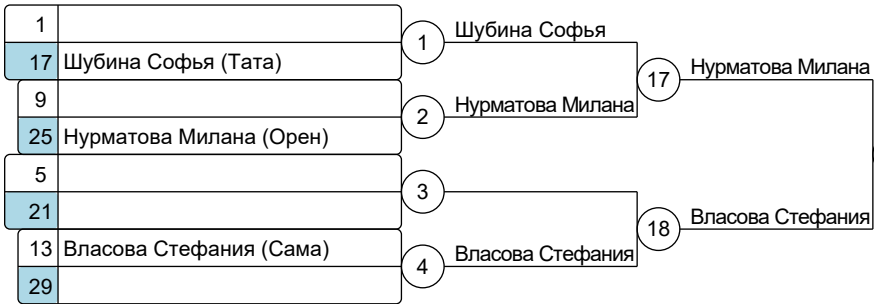 1
17 Шубина Софья (Тата)
1
Шубина Софья
9
25 Нурматова Милана (Орен)
2
Нурматова Милана
17
Нурматова Милана
5
21
3
13 Власова Стефания (Сама)
29
4
Власова Стефания
18
Власова Стефания